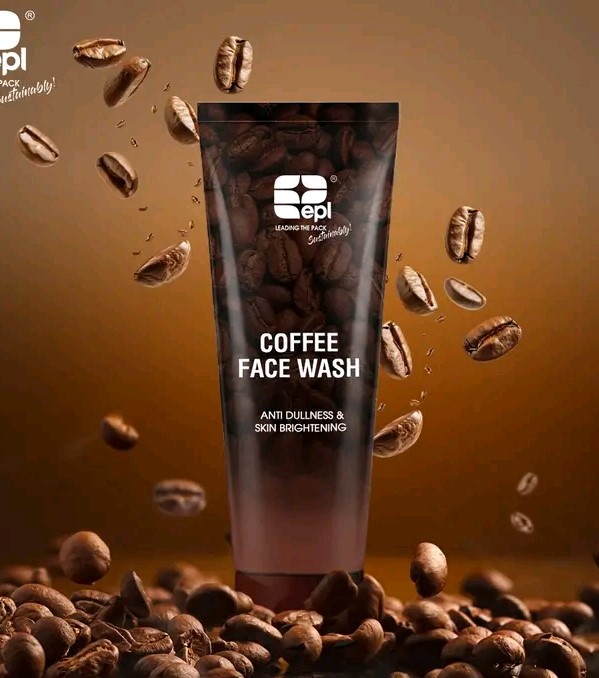 ®
epl
PACK
Sustainably!
®
epl
LEADING THE PACK
Sustainably!
COFFEE
FACE WASH
ANTI DULLNESS &
SKIN BRIGHTENING